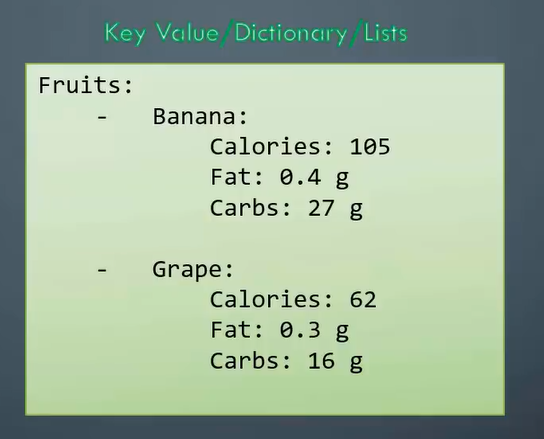 Key Value/Dictionary/Lists
Fruits:
- Banana:
Calories: 105
Fat: 0.4 g
Carbs: 27 g
- Grape:
Calories: 62
Fat: 0.3 g
Carbs: 16 g